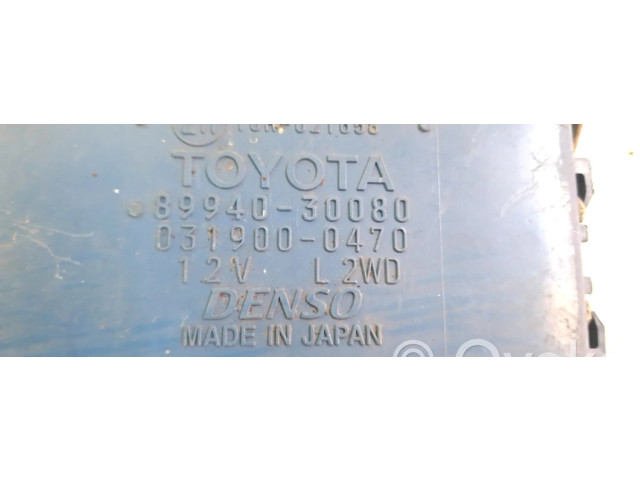 TOYOTA
89940-30080
031900-0470
12V L2WD
DENSO
MADE IN JAPAN